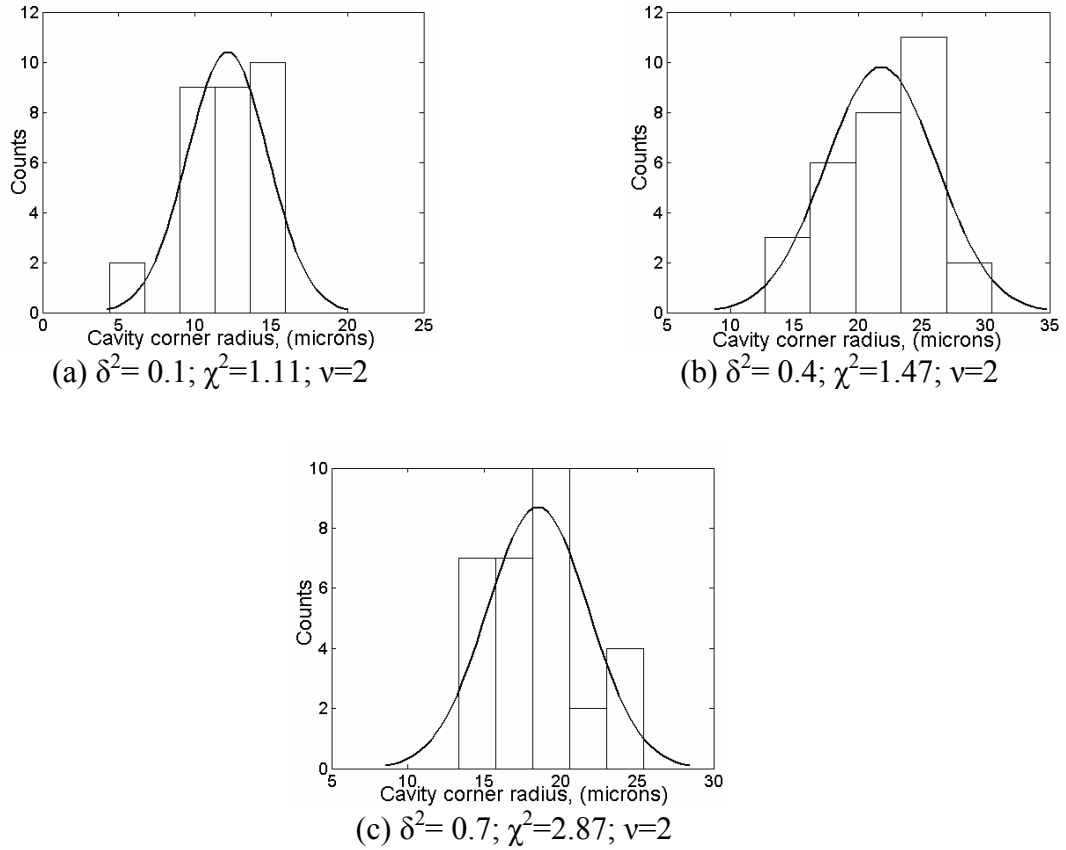 12
10
8
6
4
2
0
Counts
0 5 10 15 20 25
Cavity corner radius, (microns)
(a) δ²= 0.1; χ²=1.11; ν=2
12
10
8
6
4
2
0
Counts
5 10 15 20 25 30 35
Cavity corner radius, (microns)
(b) δ²= 0.4; χ²=1.47; ν=2
10
8
6
4
2
0
Counts
5 10 15 20 25 30
Cavity corner radius, (microns)
(c) δ²= 0.7; χ²=2.87; ν=2